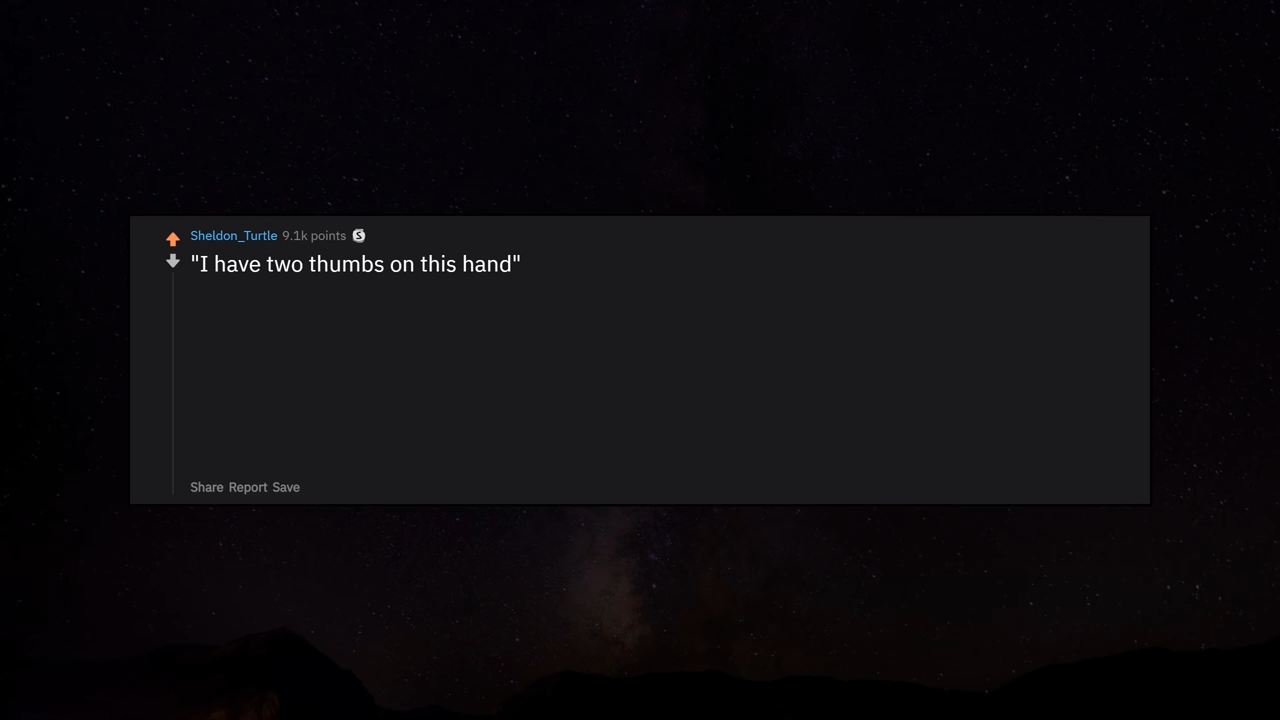 Sheldon_Turtle 9.1k points S
"I have two thumbs on this hand"
Share Report Save